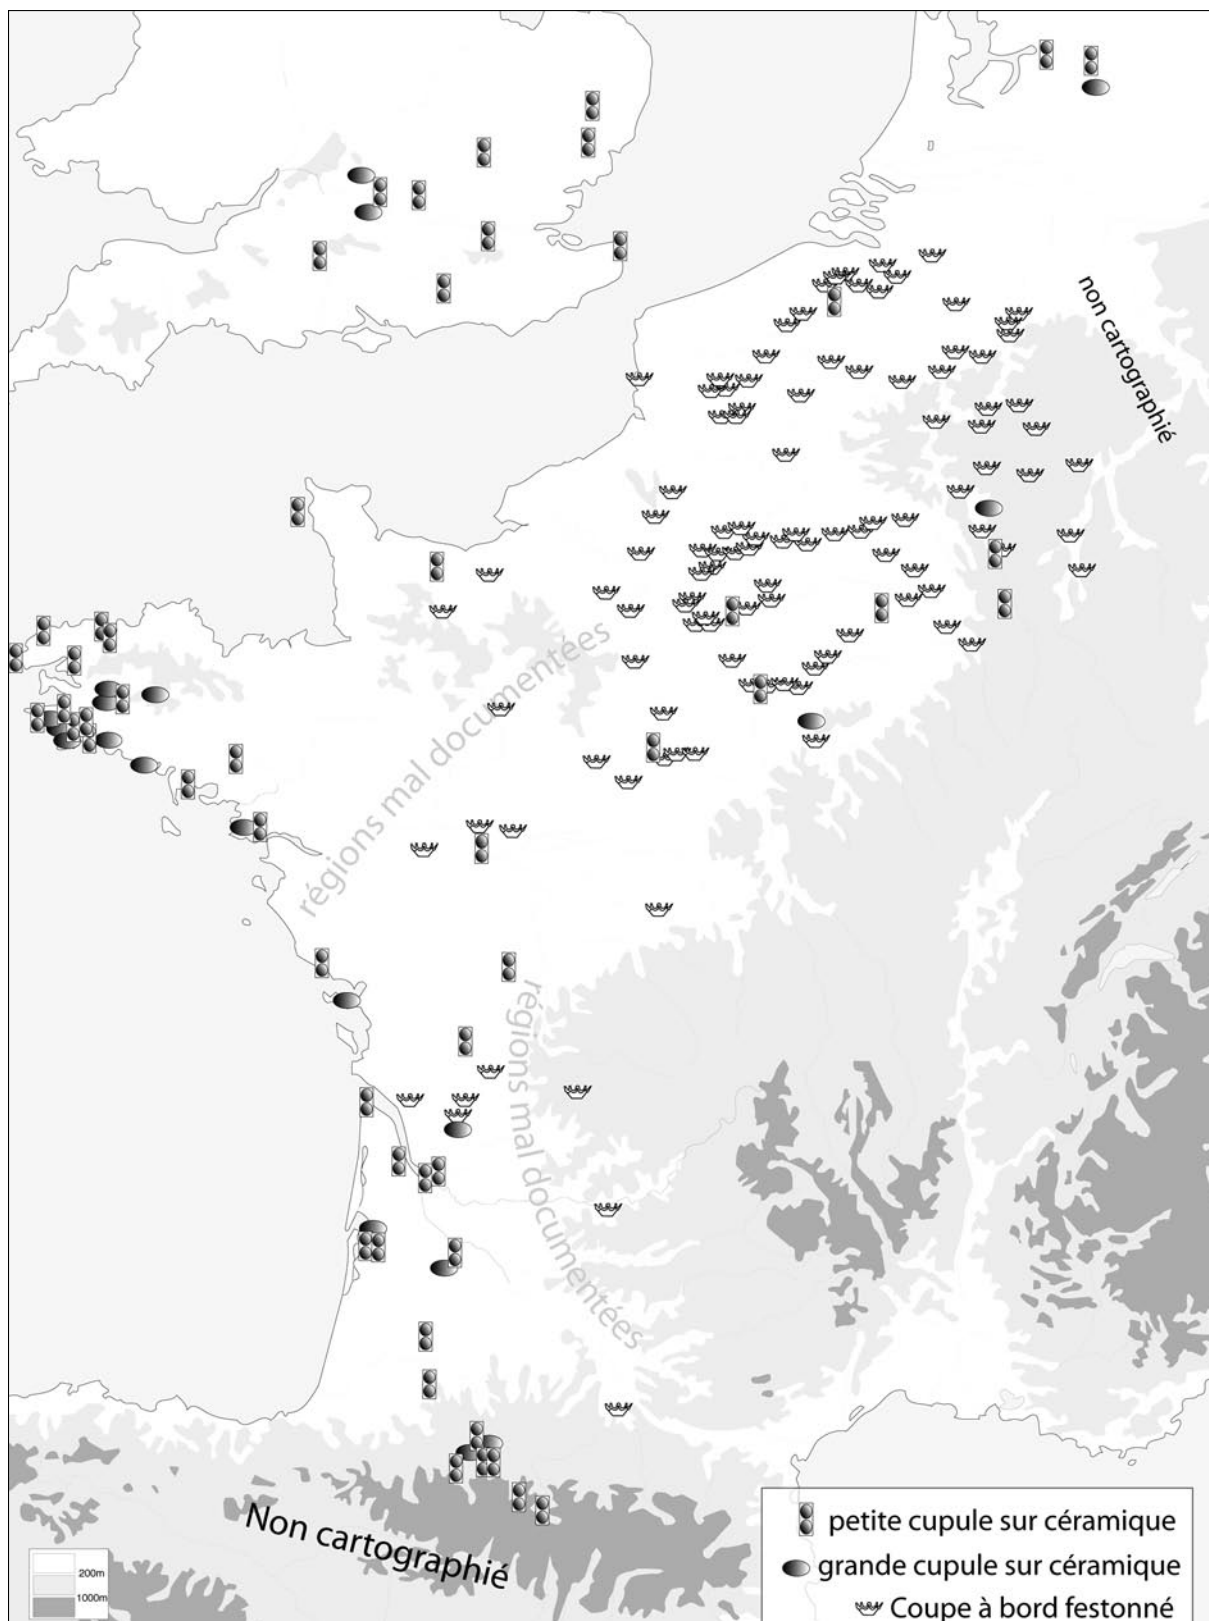 non cartographié
régions mal documentées
régions mal documentées
Non cartographié
200m
1000m
petite cupule sur céramique
grande cupule sur céramique
Coupe à bord festonné